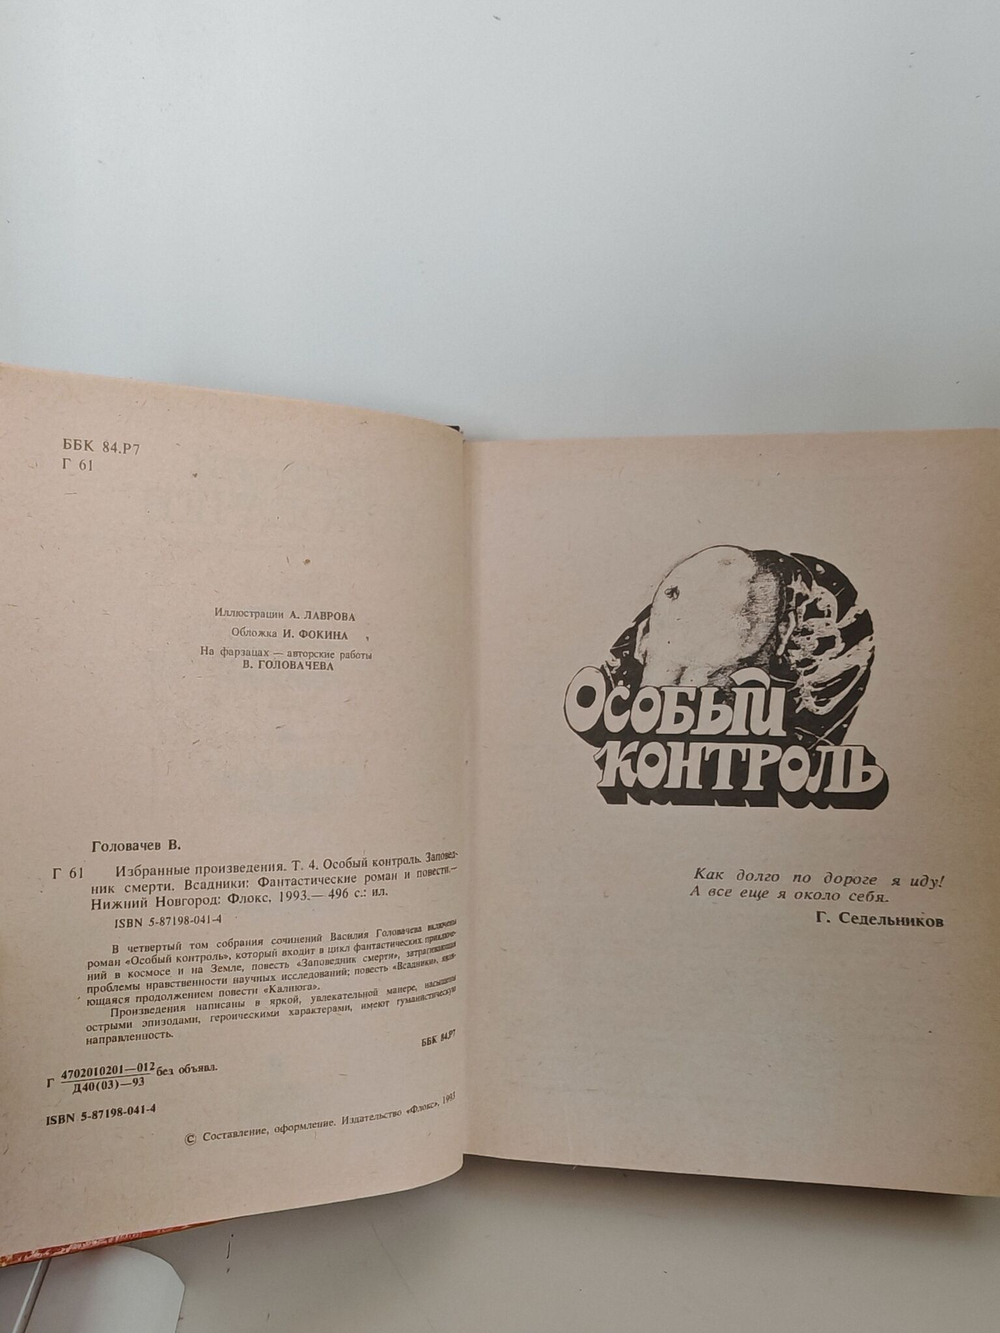 ББК 84.Р7
Г 61
Иллюстрации А. ЛАВРОВА
Обложка И. ФОКИНА
На фарзацах — авторские работы
В. ГОЛОВАЧЕВА
Головачев В.
Г 61 Избранные произведения. Т. 4. Особый контроль. Заповед-
ник смерти. Всадники: Фантастические роман и повести.—
Нижний Новгород: Флокс, 1993.— 496 с.: ил.
ISBN 5-87198-041-4
В четвертый том собрания сочинений Василия Головачева включены
роман «Особый контроль», который входит в цикл фантастических приключе-
ний в космосе и на Земле, повесть «Заповедник смерти», затрагивающая
проблемы нравственности научных исследований; повесть «Всадники», явля-
ющаяся продолжением повести «Калиюга».
Произведения написаны в яркой, увлекательной манере, насыщены
острыми эпизодами, героическими характерами, имеют гуманистическую
направленность.
ББК 84.Р7
Г 4702010201—012 без объявл.
Д40(03)—93
ISBN 5-87198-041-4
© Составление, оформление. Издательство «Флокс», 1993
ОСОБЫЙ
КОНТРОЛЬ
Как долго по дороге я иду!
А все еще я около себя.
Г. Седельников